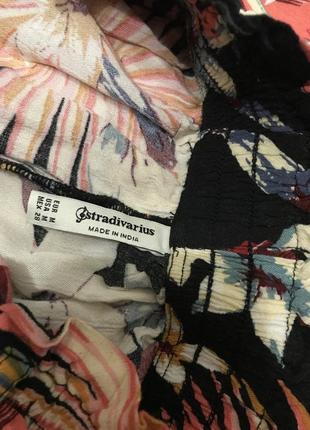 stradivarius
MADE IN INDIA
EUR M
USA M
MEX 28